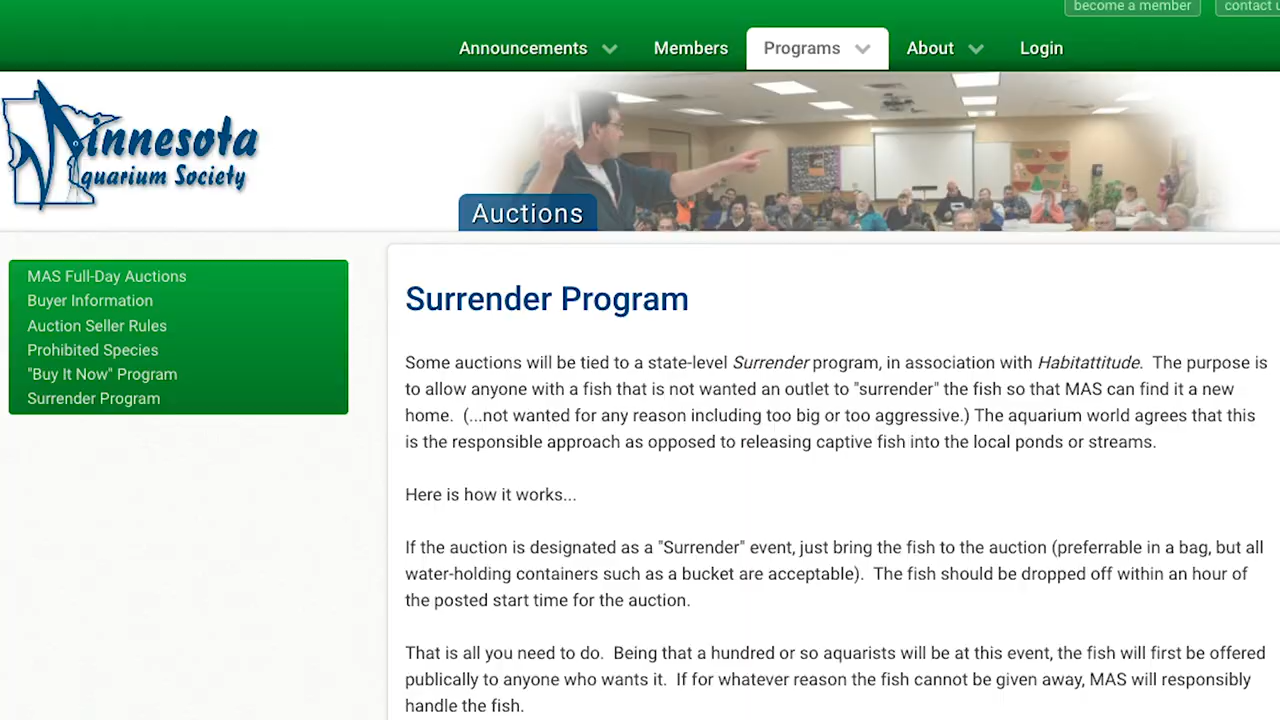 become a member
contact
Announcements Members Programs About Login
Minnesota
Aquarium Society
Auctions
MAS Full-Day Auctions
Buyer Information
Auction Seller Rules
Prohibited Species
"Buy It Now" Program
Surrender Program
Surrender Program
Some auctions will be tied to a state-level Surrender program, in association with Habitattitude. The purpose is
to allow anyone with a fish that is not wanted an outlet to "surrender" the fish so that MAS can find it a new
home. (...not wanted for any reason including too big or too aggressive.) The aquarium world agrees that this
is the responsible approach as opposed to releasing captive fish into the local ponds or streams.
Here is how it works...
If the auction is designated as a "Surrender" event, just bring the fish to the auction (preferrable in a bag, but all
water-holding containers such as a bucket are acceptable). The fish should be dropped off within an hour of
the posted start time for the auction.
That is all you need to do. Being that a hundred or so aquarists will be at this event, the fish will first be offered
publically to anyone who wants it. If for whatever reason the fish cannot be given away, MAS will responsibly
handle the fish.